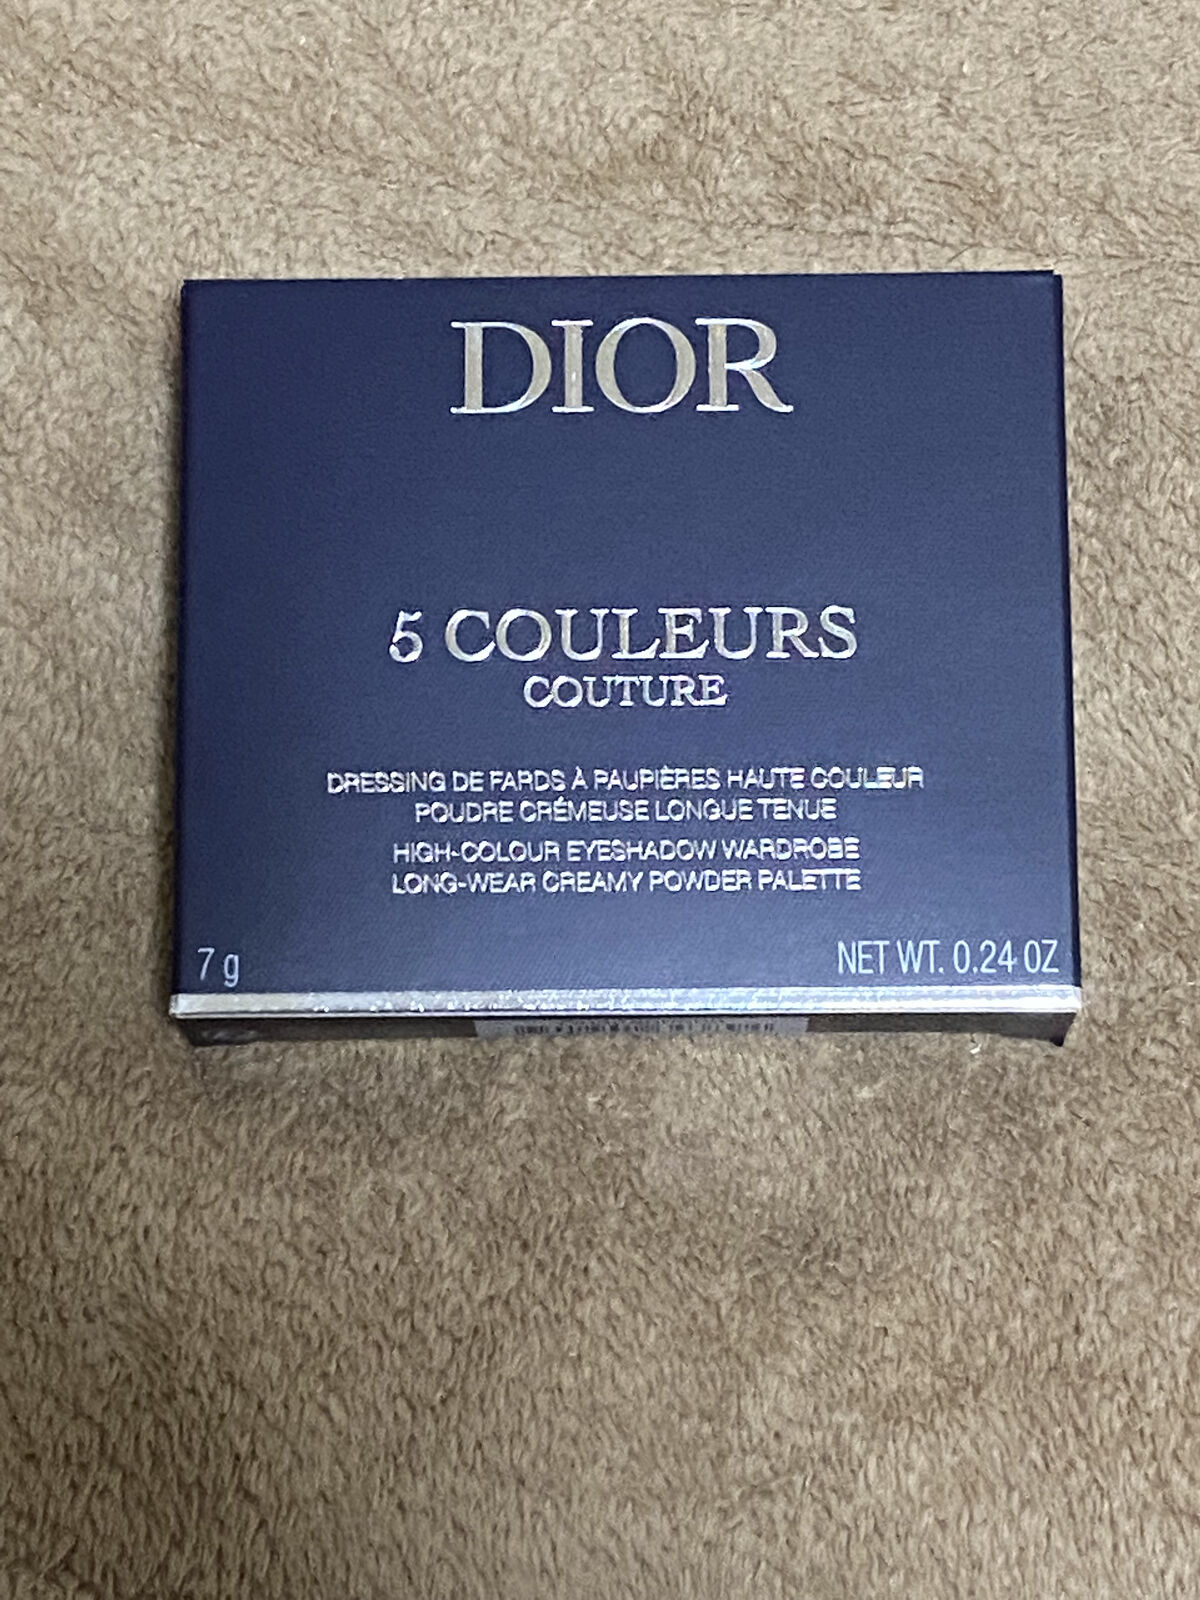 DIOR
5 COULEURS
COUTURE
DRESSING DE FARDS À PAUPIÈRES HAUTE COULEUR
POUDRE CRÉMEUSE LONGUE TENUE
HIGH-COLOUR EYESHADOW WARDROBE
LONG-WEAR CREAMY POWDER PALETTE
7 g
NET WT. 0.24 OZ